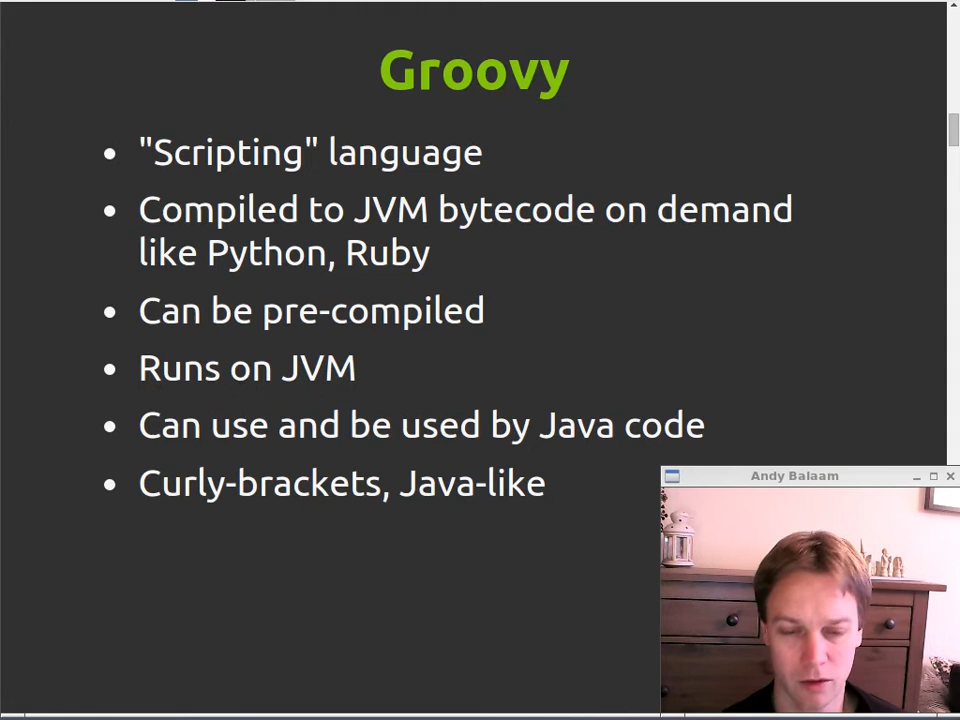 Groovy
• "Scripting" language
• Compiled to JVM bytecode on demand
like Python, Ruby
• Can be pre-compiled
• Runs on JVM
• Can use and be used by Java code
• Curly-brackets, Java-like
Andy Balaam